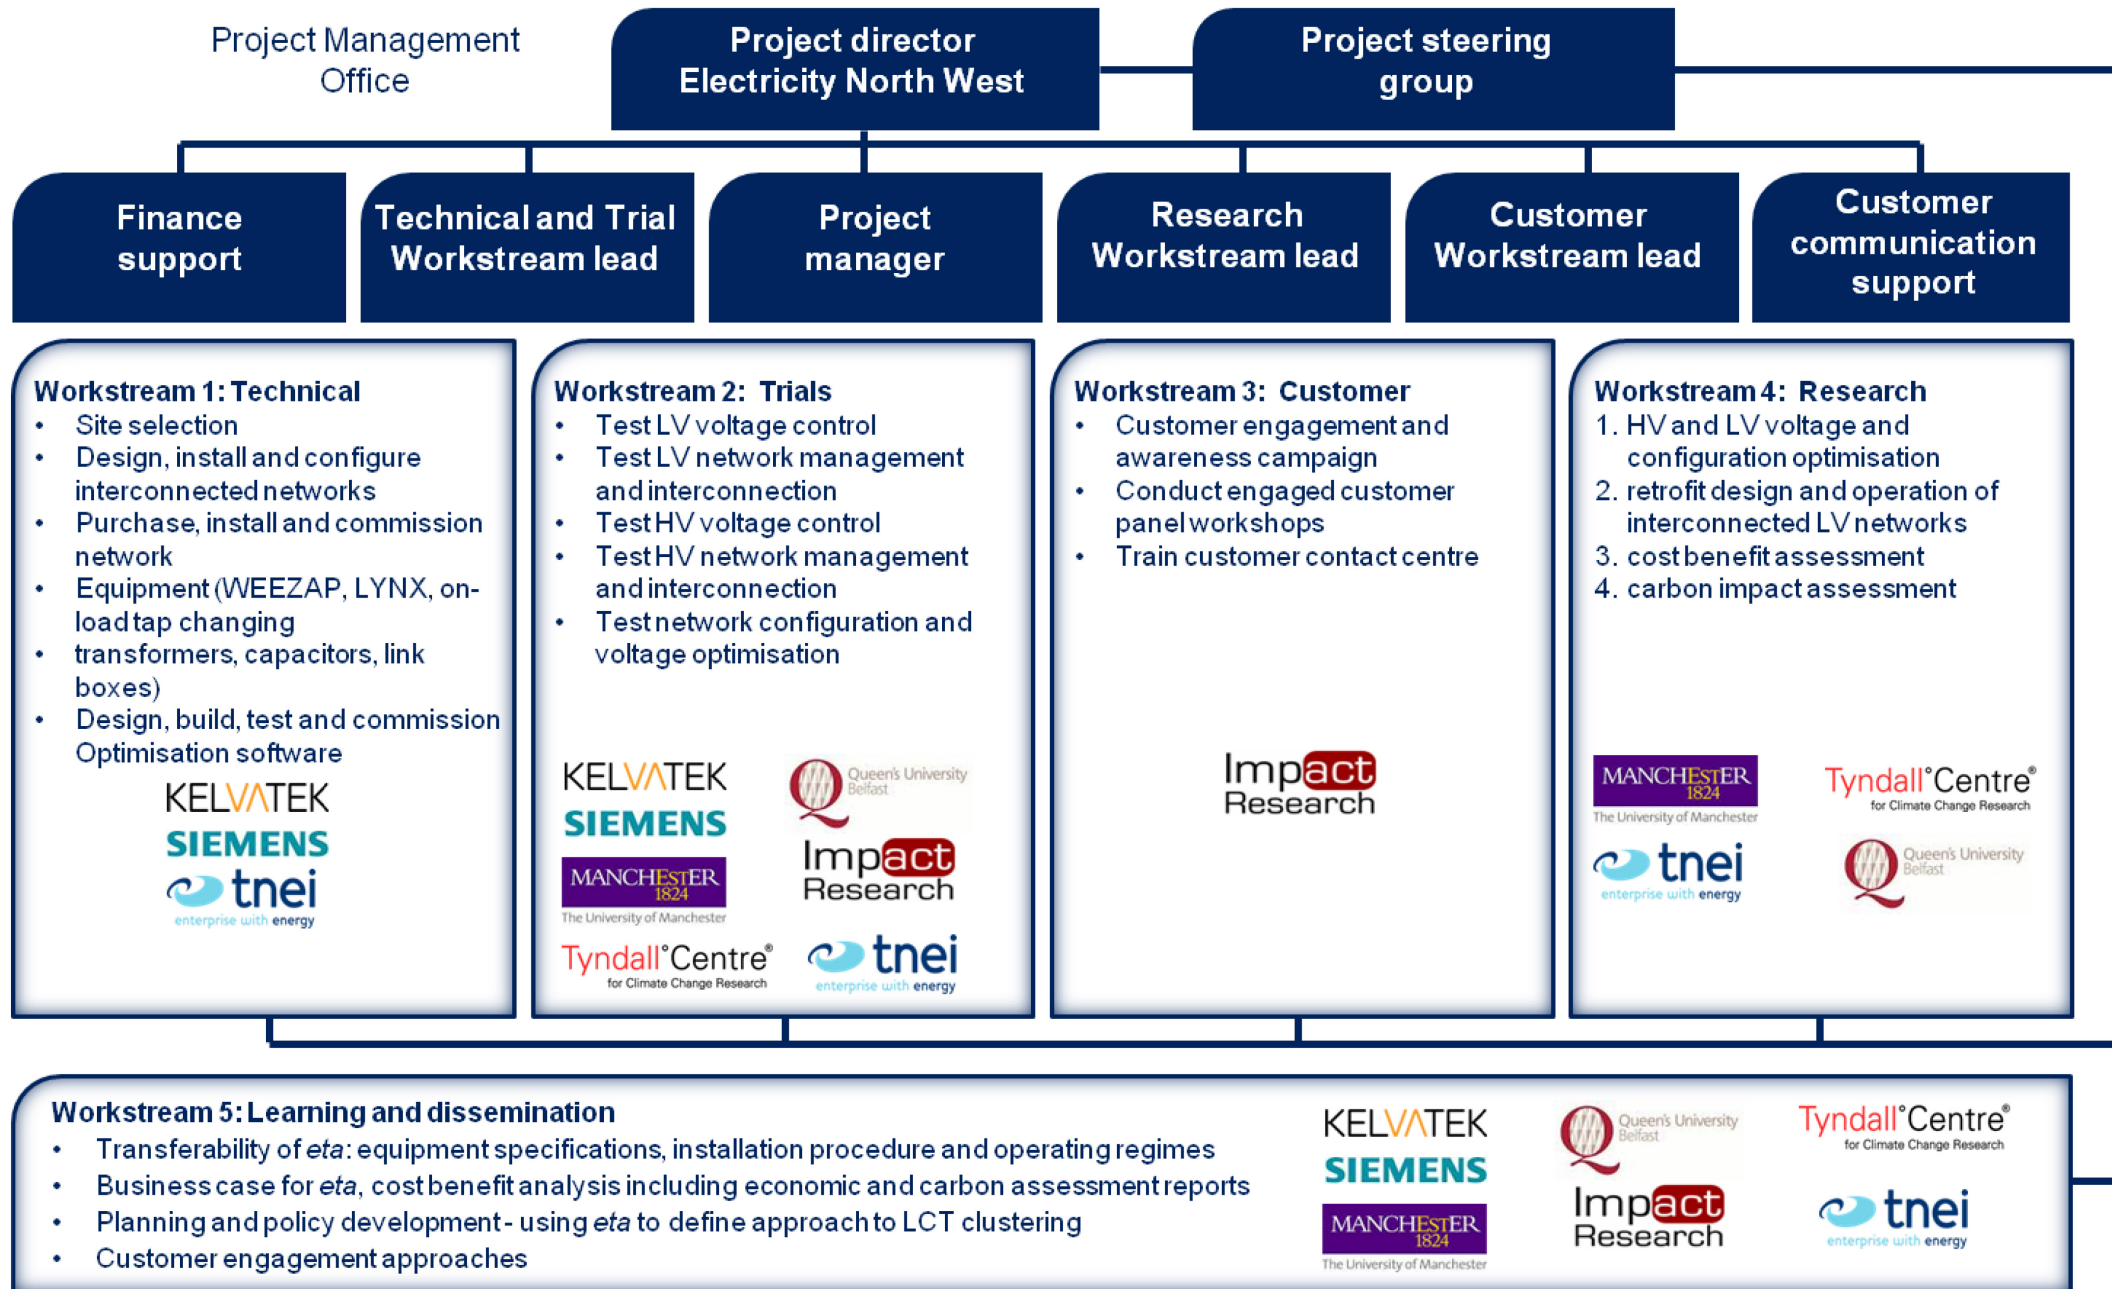 Project Management
Office
Project director
Electricity North West
Project steering
group
Finance
support
Technical and Trial
Workstream lead
Project
manager
Research
Workstream lead
Customer
Workstream lead
Customer
communication
support
Workstream 1: Technical
• Site selection
• Design, install and configure
interconnected networks
• Purchase, install and commission
network
• Equipment (WEEZAP, LYNX, on-
load tap changing
• transformers, capacitors, link
boxes)
• Design, build, test and commission
Optimisation software
KELVATEK
SIEMENS
tnei
enterprise with energy
Workstream 2: Trials
• Test LV voltage control
• Test LV network management
and interconnection
• Test HV voltage control
• Test HV network management
and interconnection
• Test network configuration and
voltage optimisation
KELVATEK
SIEMENS
MANCHESTER
1824
The University of Manchester
Tyndall°Centre®
for Climate Change Research
Queen's University
Belfast
Impact
Research
tnei
enterprise with energy
Workstream 3: Customer
• Customer engagement and
awareness campaign
• Conduct engaged customer
panel workshops
• Train customer contact centre
Impact
Research
Workstream 4: Research
1. HV and LV voltage and
configuration optimisation
2. retrofit design and operation of
interconnected LV networks
3. cost benefit assessment
4. carbon impact assessment
MANCHESTER
1824
The University of Manchester
Tyndall°Centre®
for Climate Change Research
tnei
enterprise with energy
Queen's University
Belfast
Workstream 5: Learning and dissemination
• Transferability of eta: equipment specifications, installation procedure and operating regimes
• Business case for eta, cost benefit analysis including economic and carbon assessment reports
• Planning and policy development - using eta to define approach to LCT clustering
• Customer engagement approaches
KELVATEK
SIEMENS
MANCHESTER
1824
The University of Manchester
Queen's University
Belfast
Impact
Research
Tyndall°Centre®
for Climate Change Research
tnei
enterprise with energy